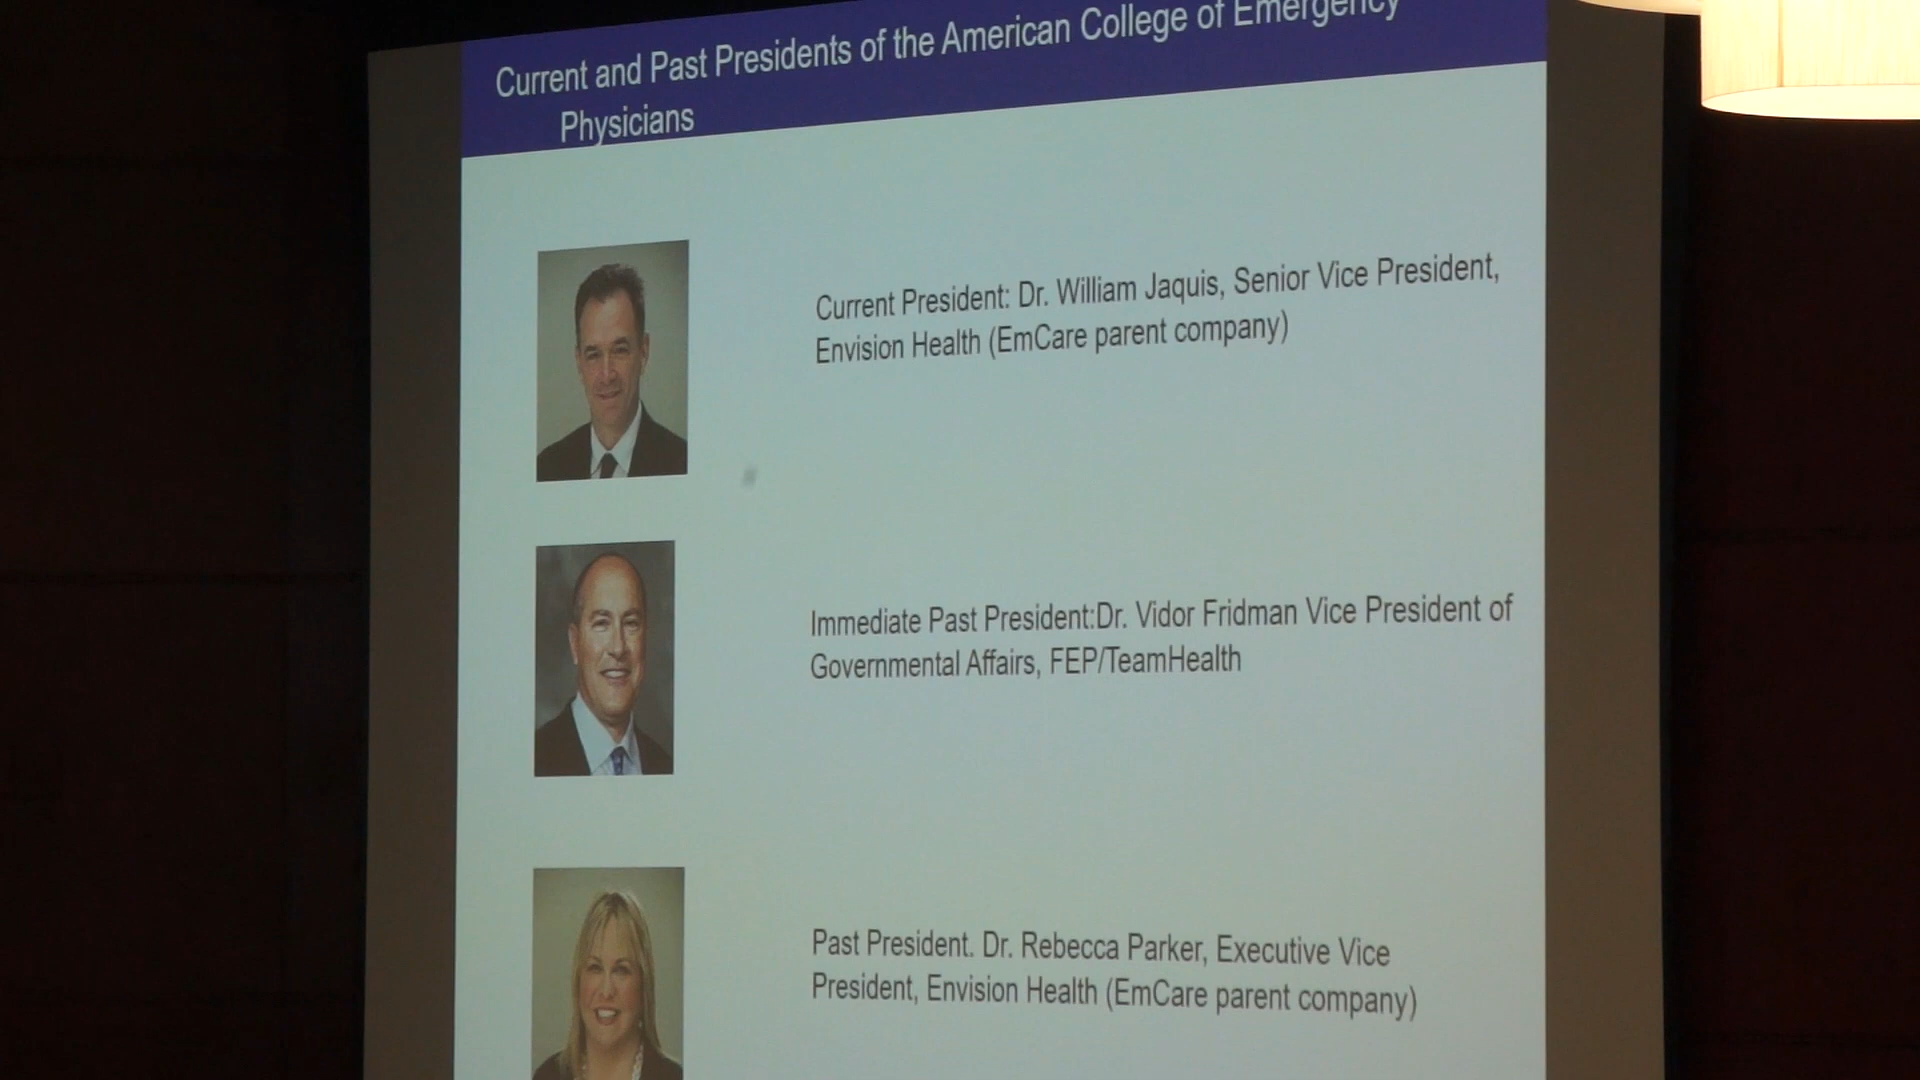 Current and Past Presidents of the American College of Emergency
Physicians
Current President: Dr. William Jaquis, Senior Vice President,
Envision Health (EmCare parent company)
Immediate Past President:Dr. Vidor Fridman Vice President of
Governmental Affairs, FEP/TeamHealth
Past President. Dr. Rebecca Parker, Executive Vice
President, Envision Health (EmCare parent company)